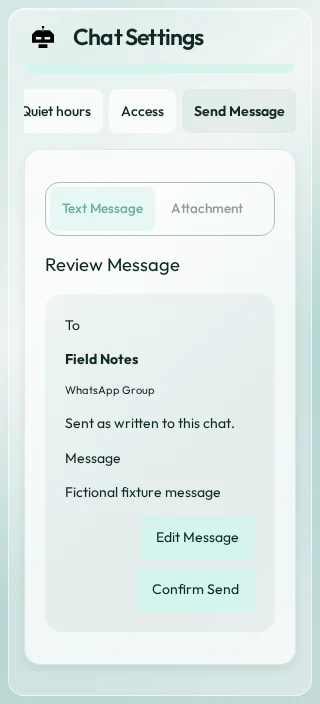 Chat Settings
Quiet hours
Access
Send Message
Text Message
Attachment
Review Message
To
Field Notes
WhatsApp Group
Sent as written to this chat.
Message
Fictional fixture message
Edit Message
Confirm Send